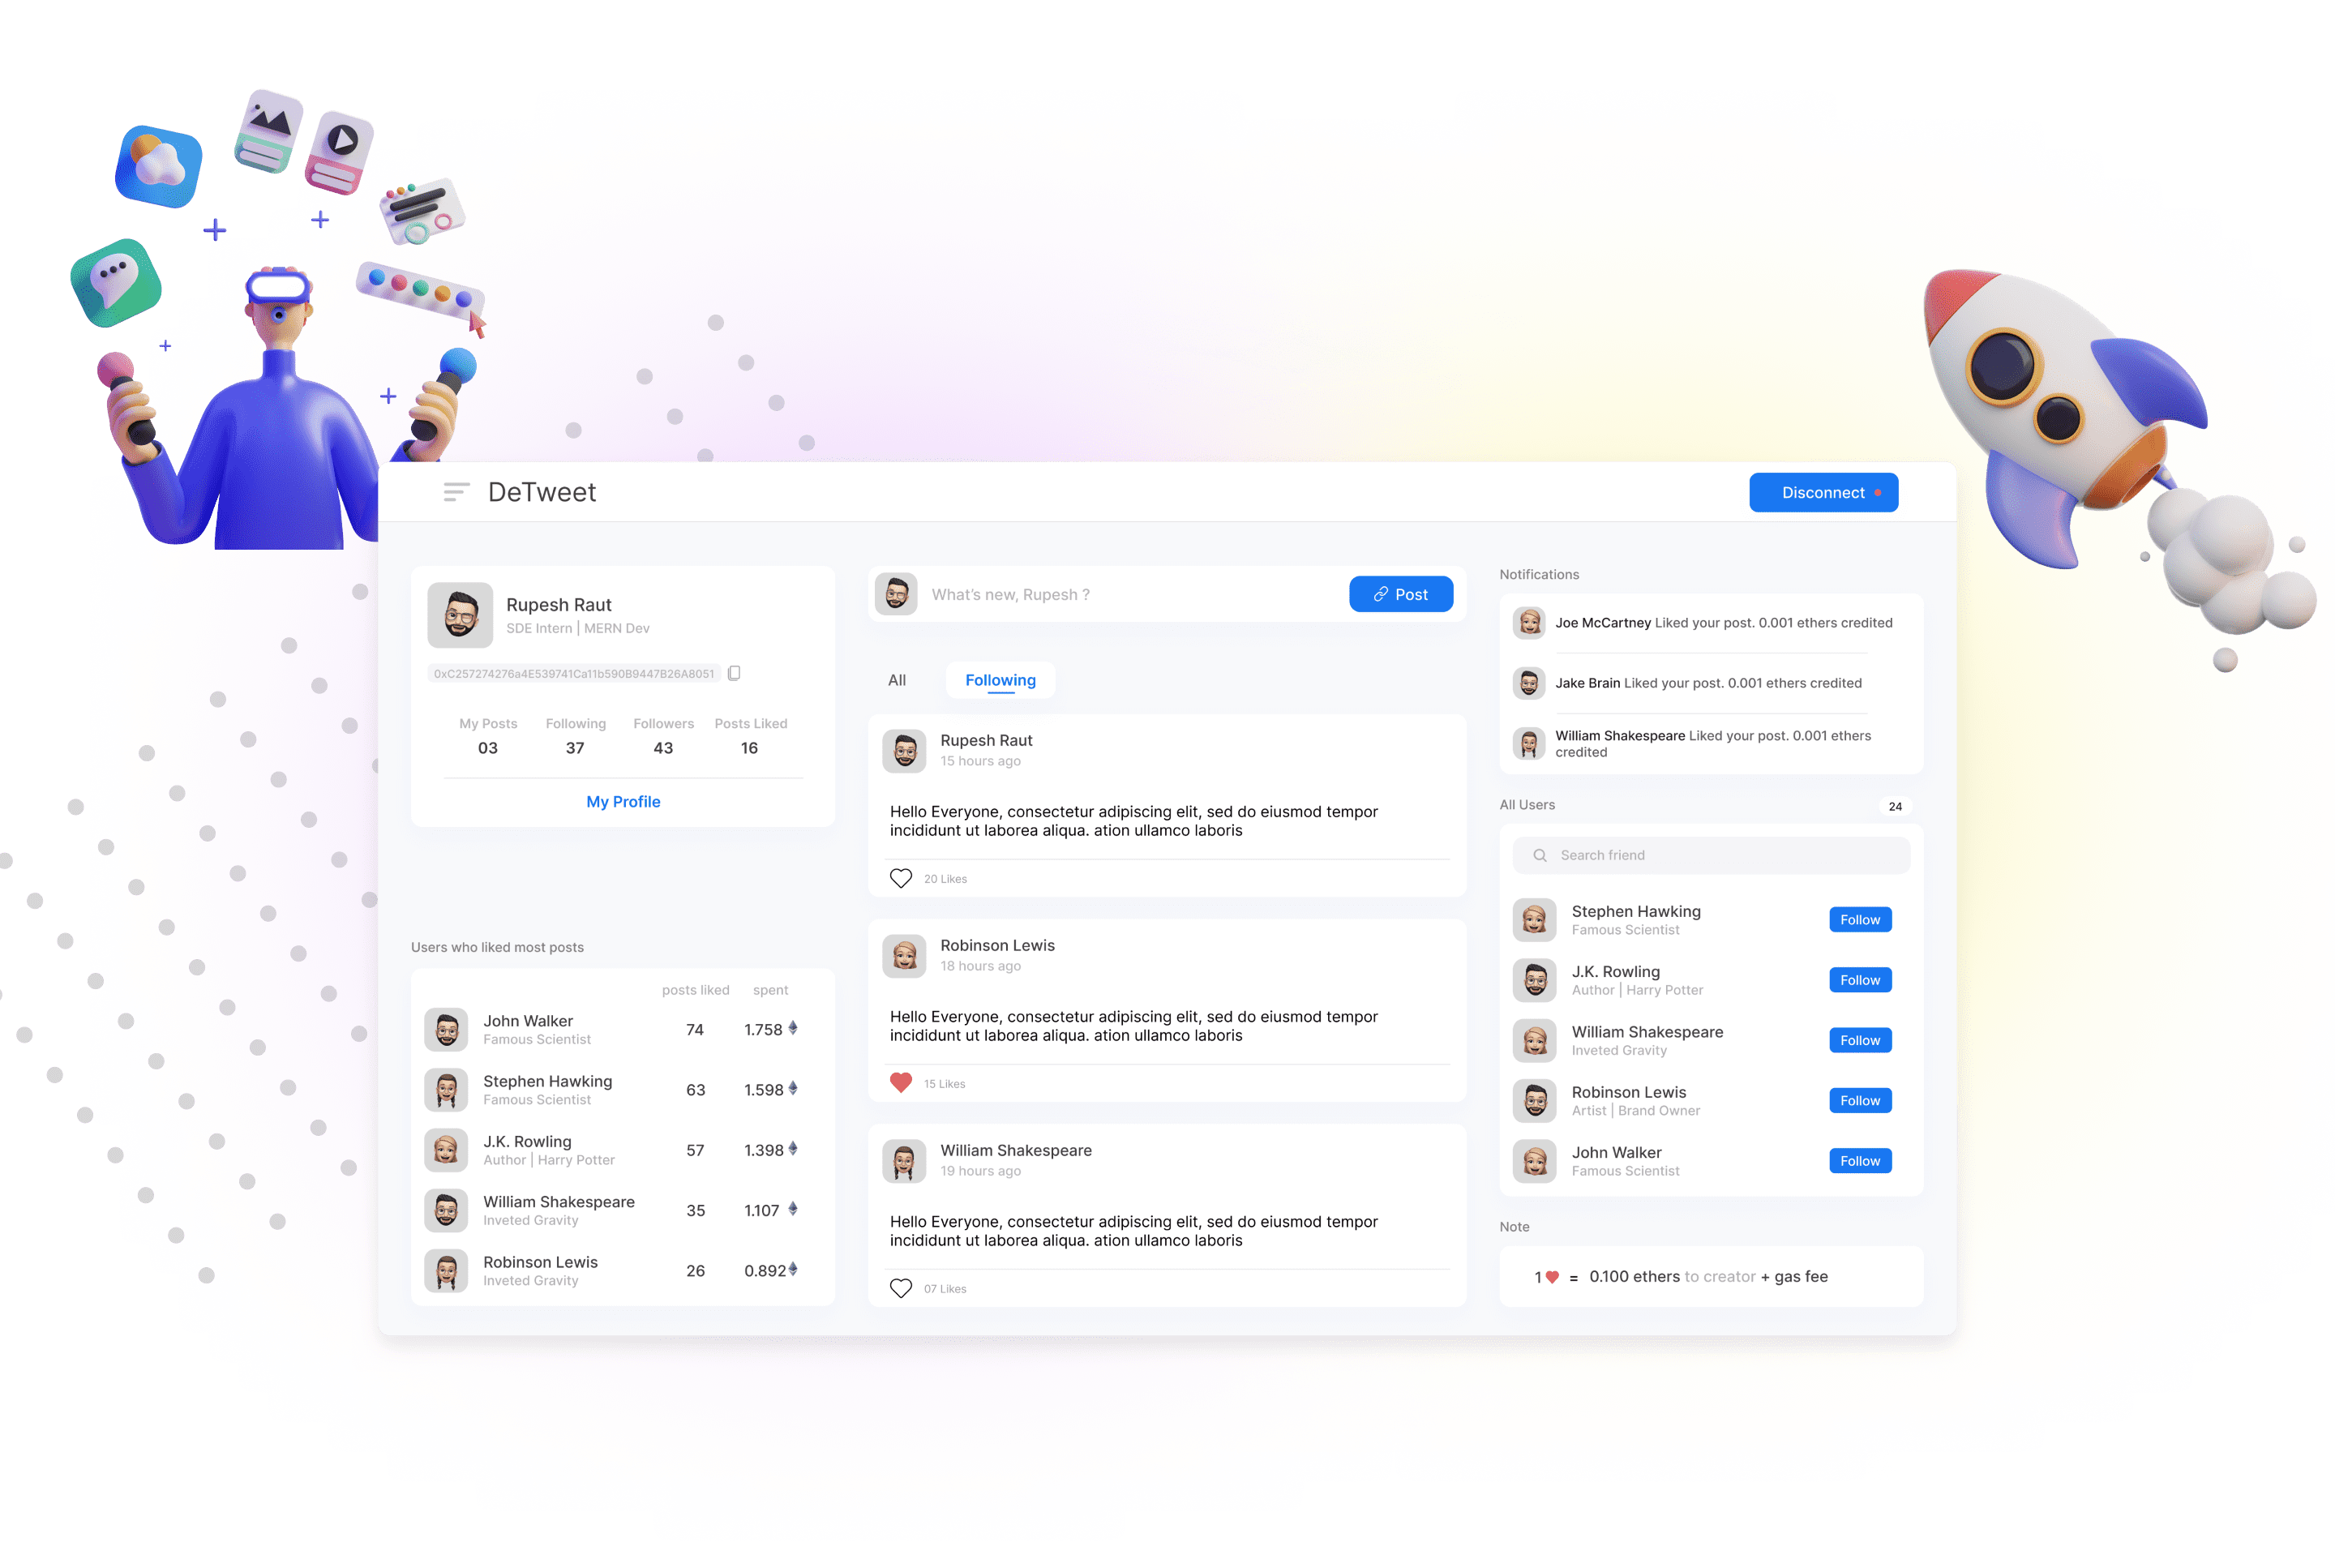 DeTweet
Disconnect
Rupesh Raut
SDE Intern | MERN Dev
0xC257274276a4E539741Ca11b590B9447B26A8051
My Posts Following Followers Posts Liked
03 37 43 16
My Profile
Users who liked most posts
posts liked spent
John Walker
Famous Scientist
74 1.758
Stephen Hawking
Famous Scientist
63 1.598
J.K. Rowling
Author | Harry Potter
57 1.398
William Shakespeare
Inveted Gravity
35 1.107
Robinson Lewis
Inveted Gravity
26 0.892
What's new, Rupesh ?
Post
All Following
Rupesh Raut
15 hours ago
Hello Everyone, consectetur adipiscing elit, sed do eiusmod tempor
incididunt ut laborea aliqua. ation ullamco laboris
20 Likes
Robinson Lewis
18 hours ago
Hello Everyone, consectetur adipiscing elit, sed do eiusmod tempor
incididunt ut laborea aliqua. ation ullamco laboris
15 Likes
William Shakespeare
19 hours ago
Hello Everyone, consectetur adipiscing elit, sed do eiusmod tempor
incididunt ut laborea aliqua. ation ullamco laboris
07 Likes
Notifications
Joe McCartney Liked your post. 0.001 ethers credited
Jake Brain Liked your post. 0.001 ethers credited
William Shakespeare Liked your post. 0.001 ethers
credited
All Users 24
Search friend
Stephen Hawking
Famous Scientist
Follow
J.K. Rowling
Author | Harry Potter
Follow
William Shakespeare
Inveted Gravity
Follow
Robinson Lewis
Artist | Brand Owner
Follow
John Walker
Famous Scientist
Follow
Note
1 = 0.100 ethers to creator + gas fee